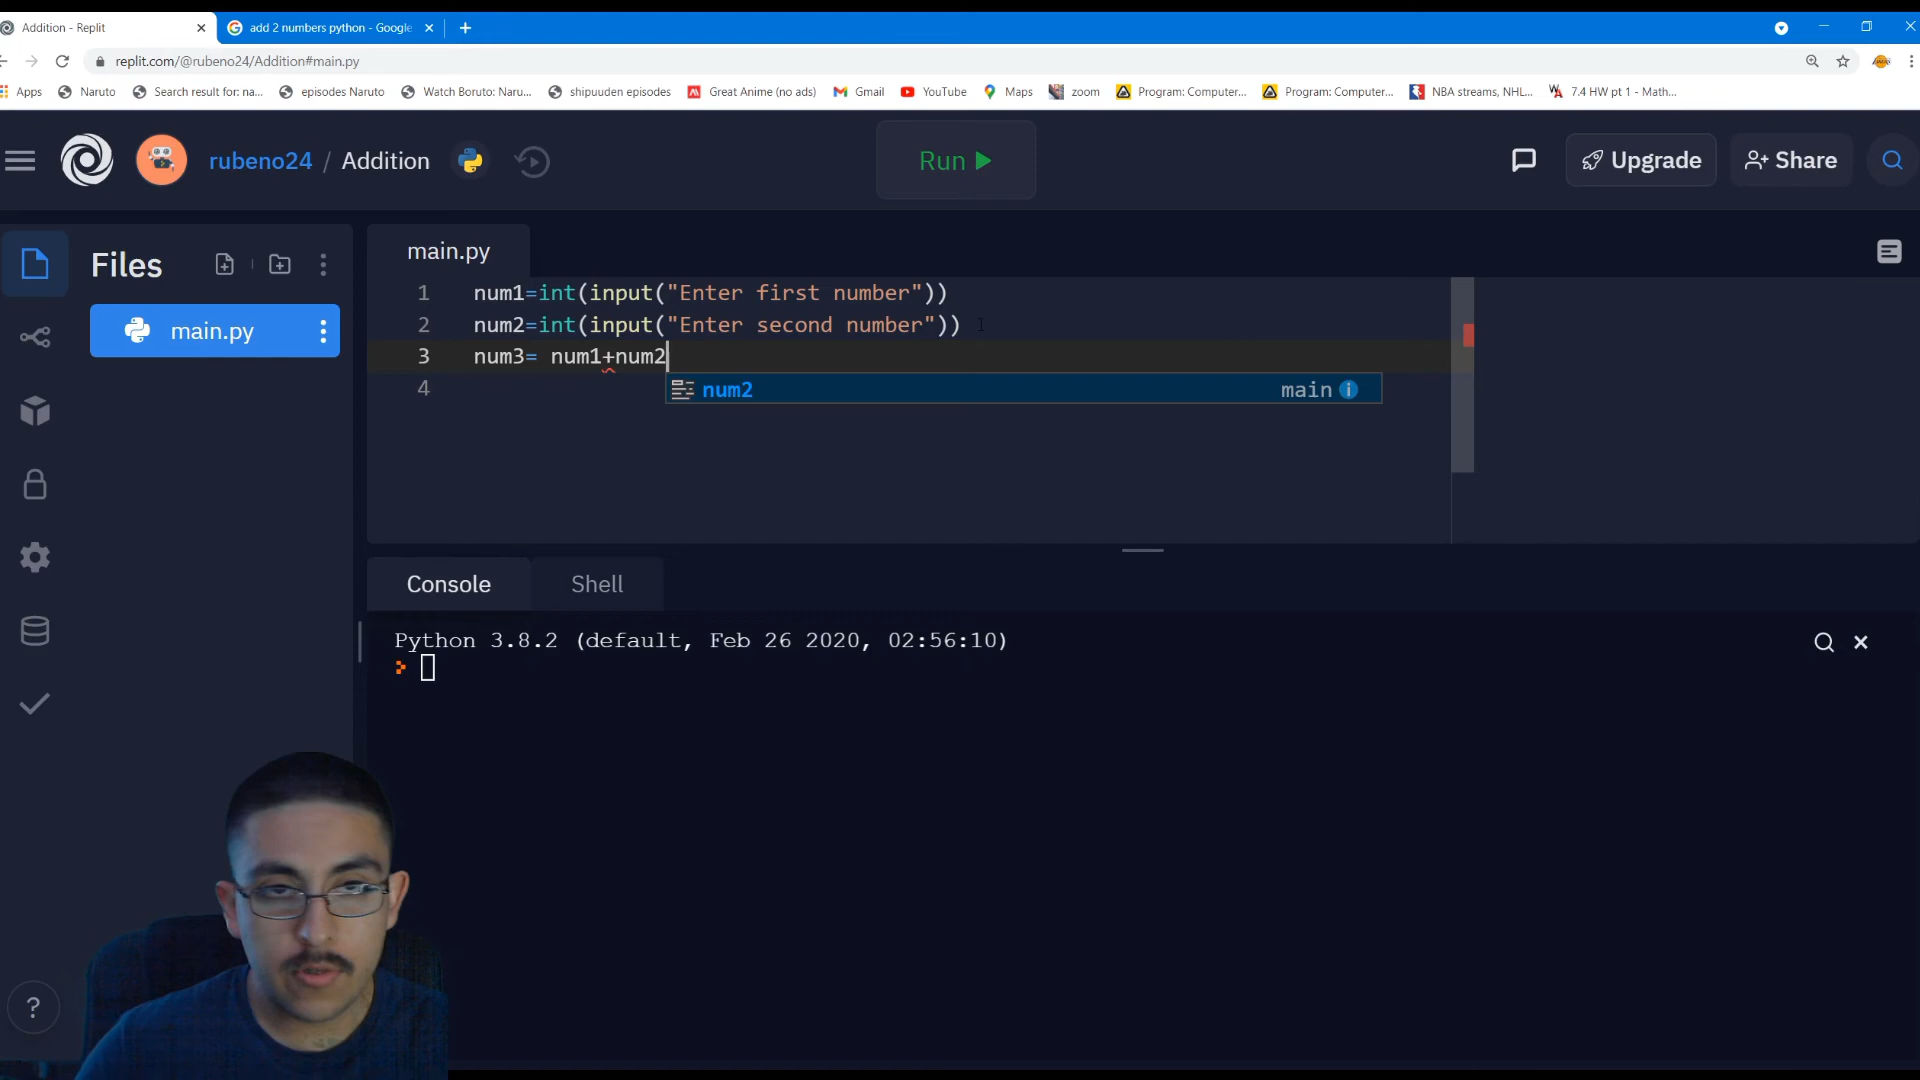 Addition - Replit
add 2 numbers python - Google
replit.com/@rubeno24/Addition#main.py
Apps Naruto Search result for: na... episodes Naruto Watch Boruto: Naru... shipuuden episodes Great Anime (no ads) Gmail YouTube Maps zoom Program: Computer... Program: Computer... NBA streams, NHL... 7.4 HW pt 1 - Math...
rubeno24 / Addition
Run
Upgrade
Share
Files
main.py
main.py
1 num1=int(input("Enter first number"))
2 num2=int(input("Enter second number"))
3 num3= num1+num2
4
num2 main
Console Shell
Python 3.8.2 (default, Feb 26 2020, 02:56:10)
>
?